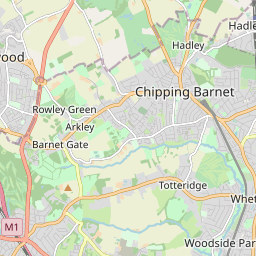 Hadley
Hadle
ood
Chipping Barnet
Rowley Green
Arkley
Barnet Gate
Totteridge
Whet
M1
Woodside Par